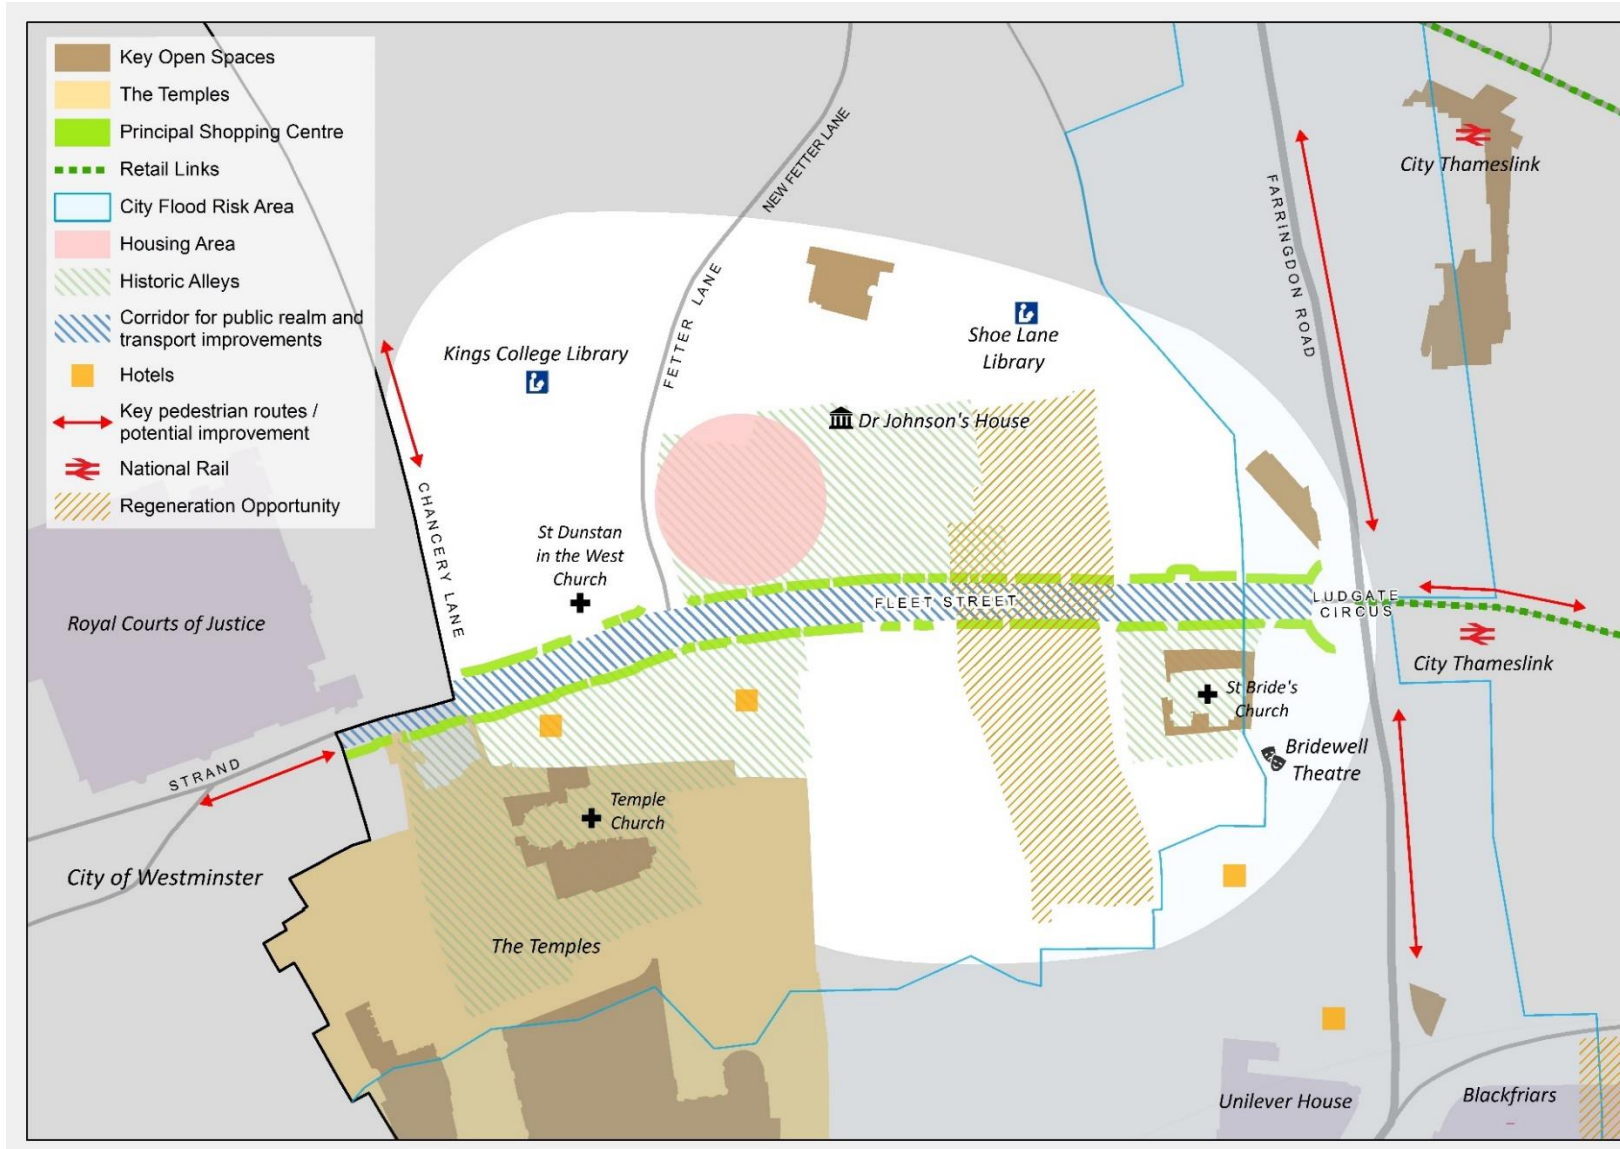 Key Open Spaces
The Temples
Principal Shopping Centre
Retail Links
City Flood Risk Area
Housing Area
Historic Alleys
Corridor for public realm and
transport improvements
Hotels
Key pedestrian routes /
potential improvement
National Rail
Regeneration Opportunity
NEW FETTER LANE
FETTER LANE
FARRINGDON ROAD
City Thameslink
Kings College Library
Shoe Lane
Library
Dr Johnson's House
CHANCERY LANE
St Dunstan
in the West
Church
Royal Courts of Justice
FLEET STREET
LUDGATE
CIRCUS
City Thameslink
St Bride's
Church
Bridewell
Theatre
STRAND
Temple
Church
City of Westminster
The Temples
Unilever House
Blackfriars